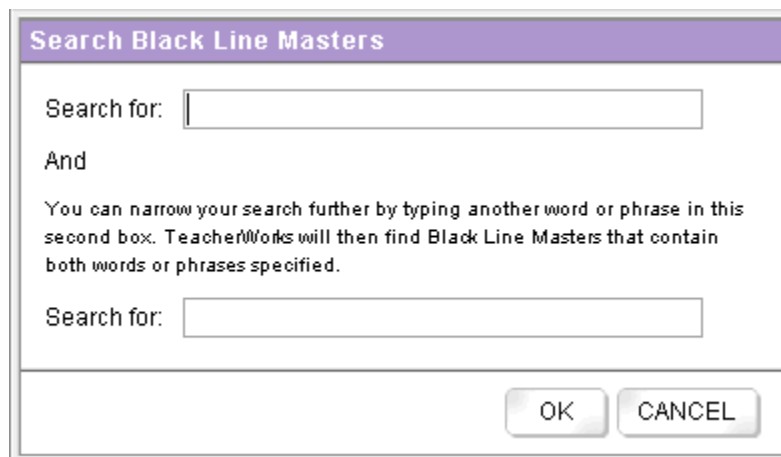 Search Black Line Masters
Search for:
And
You can narrow your search further by typing another word or phrase in this
second box. TeacherWorks will then find Black Line Masters that contain
both words or phrases specified.
Search for:
OK CANCEL